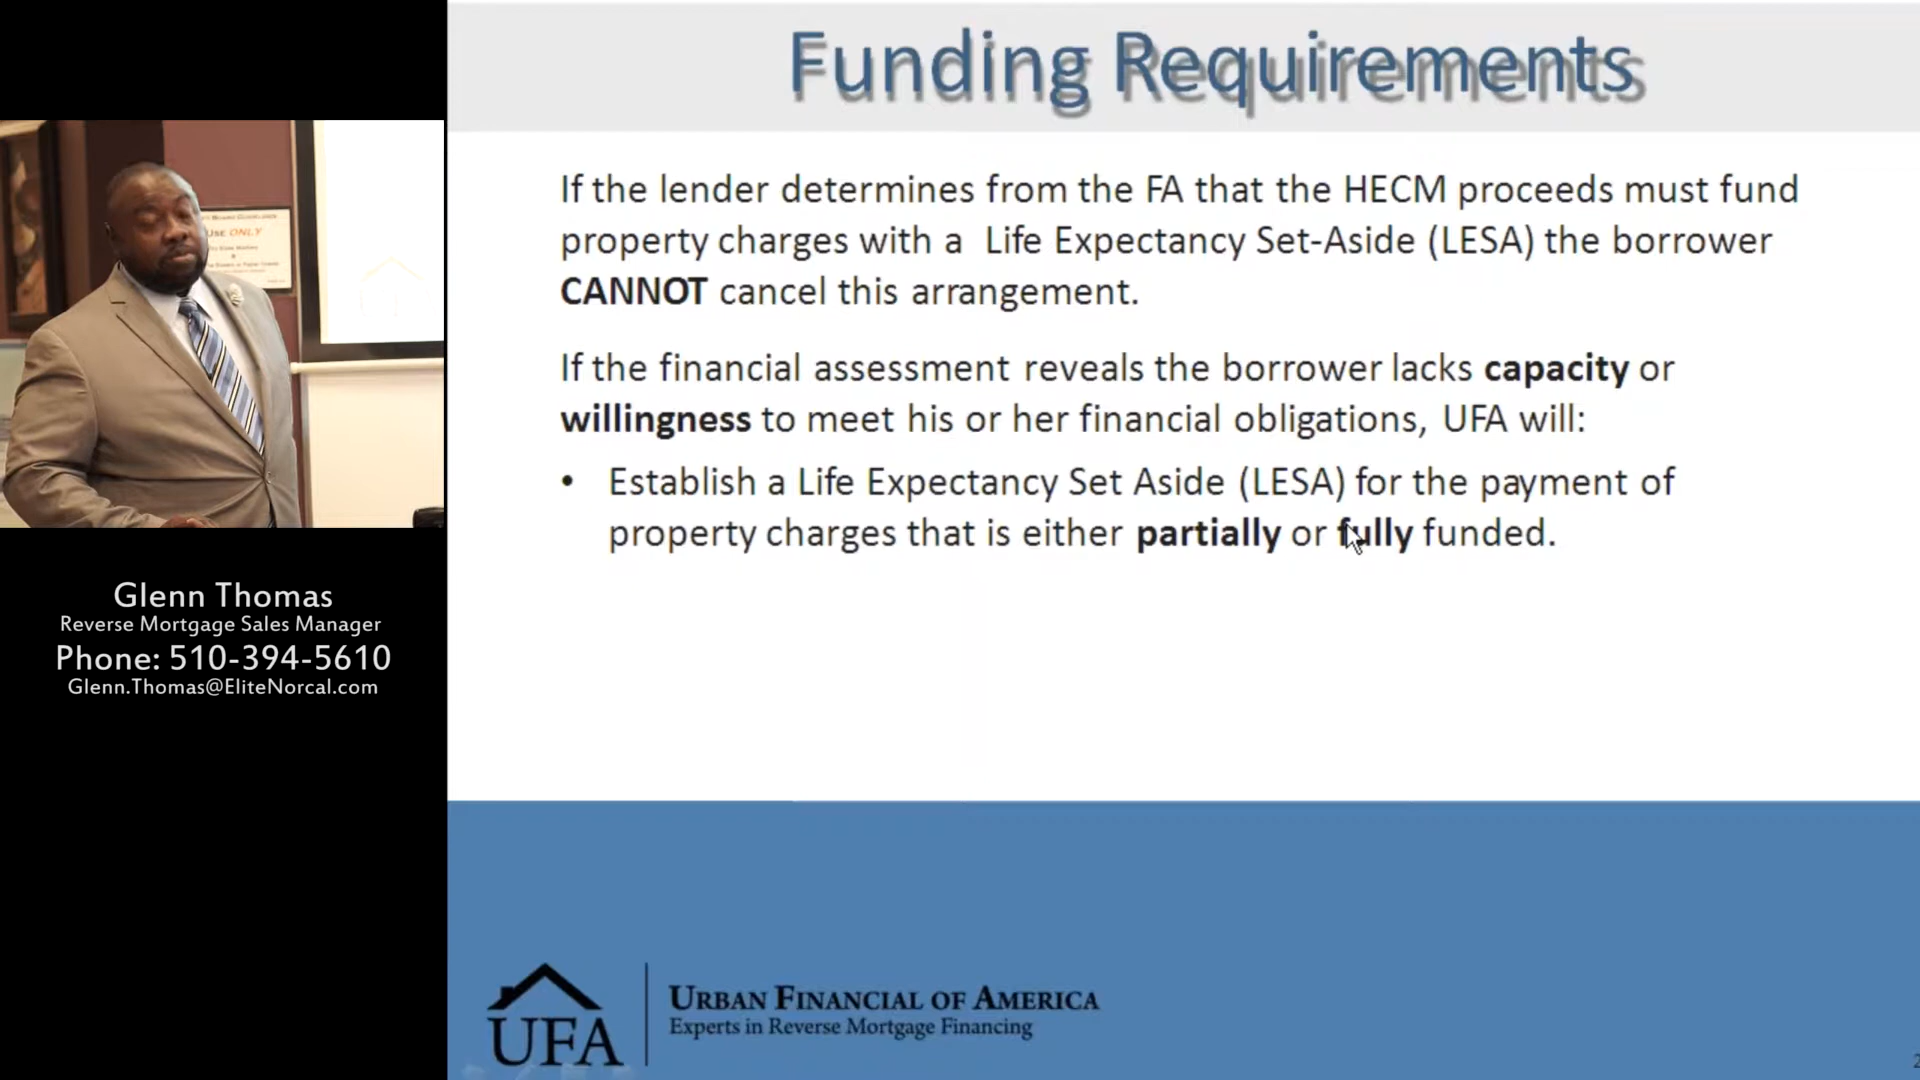 Funding Requirements
If the lender determines from the FA that the HECM proceeds must fund
property charges with a Life Expectancy Set-Aside (LESA) the borrower
CANNOT cancel this arrangement.
If the financial assessment reveals the borrower lacks capacity or
willingness to meet his or her financial obligations, UFA will:
• Establish a Life Expectancy Set Aside (LESA) for the payment of
property charges that is either partially or fully funded.
USE ONLY
Glenn Thomas
Reverse Mortgage Sales Manager
Phone: 510-394-5610
Glenn.Thomas@EliteNorcal.com
UFA
URBAN FINANCIAL OF AMERICA
Experts in Reverse Mortgage Financing